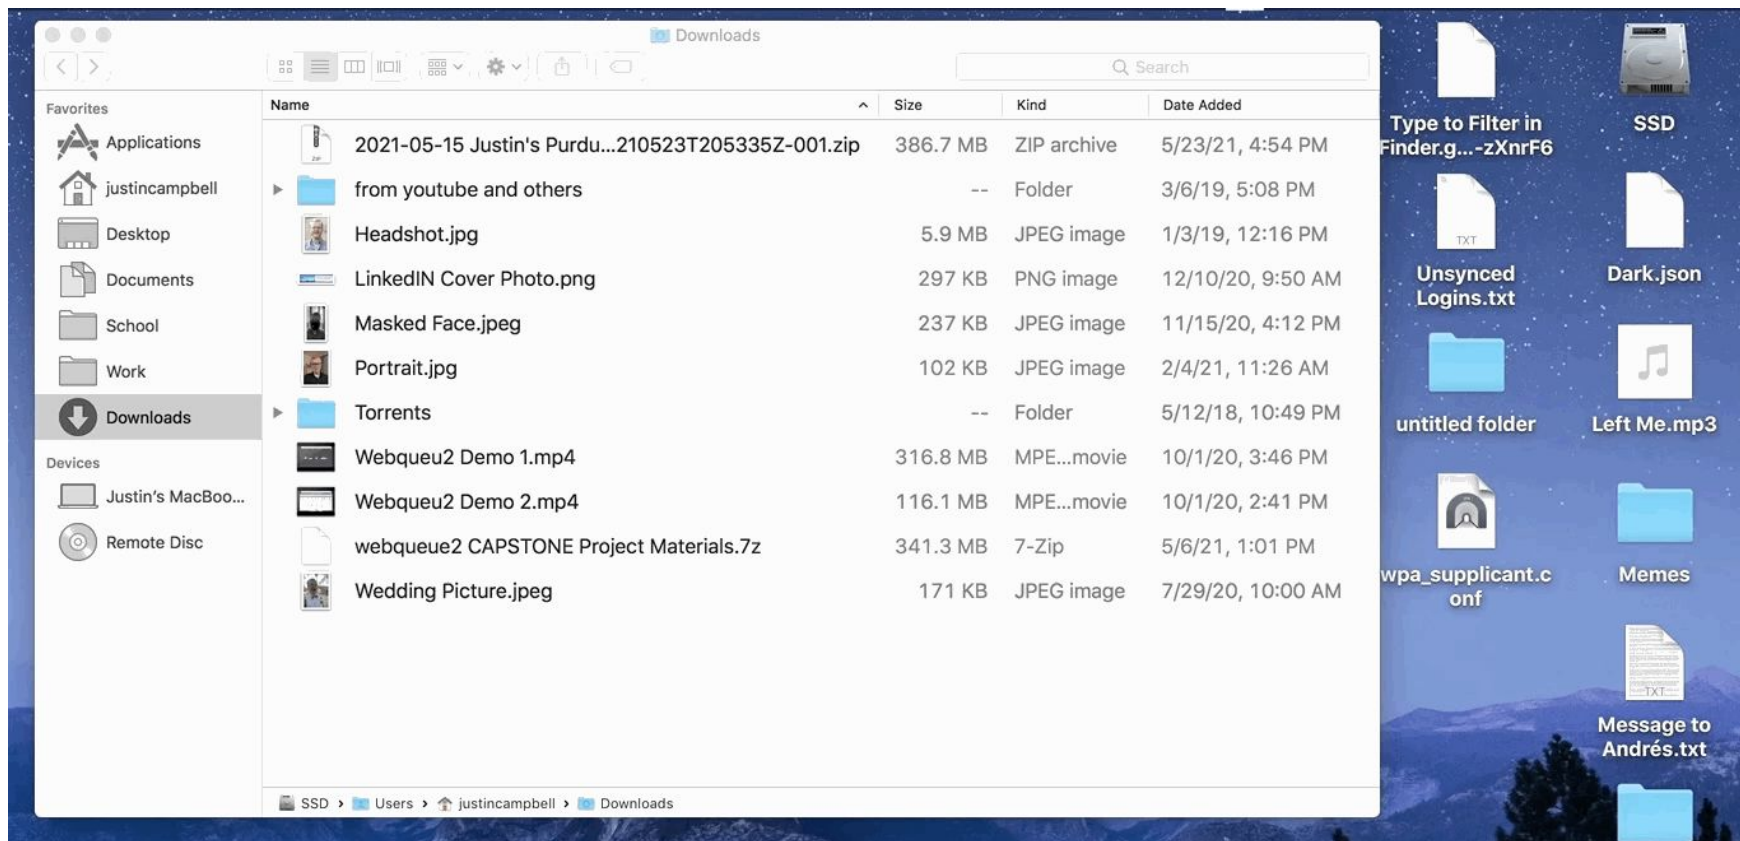 Downloads
Search
Favorites
Applications
justincampbell
Desktop
Documents
School
Work
Downloads
Devices
Justin's MacBoo...
Remote Disc
Name Size Kind Date Added
2021-05-15 Justin's Purdu...210523T205335Z-001.zip 386.7 MB ZIP archive 5/23/21, 4:54 PM
from youtube and others -- Folder 3/6/19, 5:08 PM
Headshot.jpg 5.9 MB JPEG image 1/3/19, 12:16 PM
LinkedIN Cover Photo.png 297 KB PNG image 12/10/20, 9:50 AM
Masked Face.jpeg 237 KB JPEG image 11/15/20, 4:12 PM
Portrait.jpg 102 KB JPEG image 2/4/21, 11:26 AM
Torrents -- Folder 5/12/18, 10:49 PM
Webqueu2 Demo 1.mp4 316.8 MB MPE...movie 10/1/20, 3:46 PM
Webqueu2 Demo 2.mp4 116.1 MB MPE...movie 10/1/20, 2:41 PM
webqueue2 CAPSTONE Project Materials.7z 341.3 MB 7-Zip 5/6/21, 1:01 PM
Wedding Picture.jpeg 171 KB JPEG image 7/29/20, 10:00 AM
ZIP
SSD › Users › justincampbell › Downloads
Type to Filter in
Finder.g...-zXnrF6
SSD
TXT
Unsynced
Logins.txt
Dark.json
untitled folder
Left Me.mp3
wpa_supplicant.c
onf
Memes
TXT
Message to
Andrés.txt